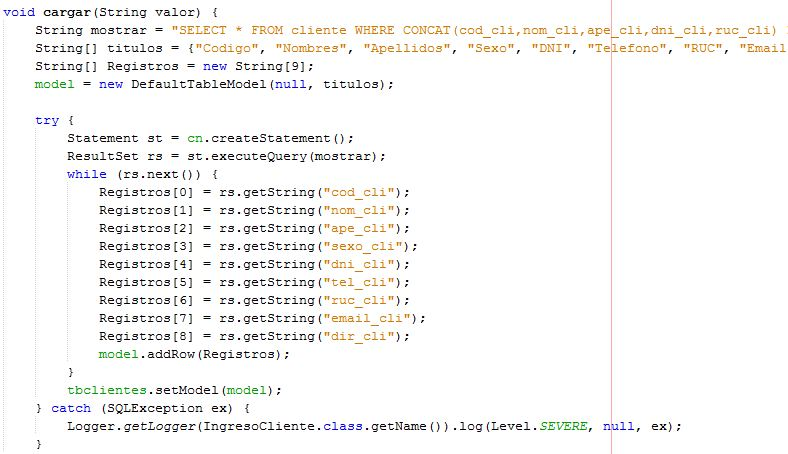 void cargar(String valor) {
String mostrar = "SELECT * FROM cliente WHERE CONCAT(cod_cli,nom_cli,ape_cli,dni_cli,ruc_cli)
String[] titulos = {"Codigo", "Nombres", "Apellidos", "Sexo", "DNI", "Telefono", "RUC", "Email
String[] Registros = new String[9];
model = new DefaultTableModel(null, titulos);
try {
Statement st = cn.createStatement();
ResultSet rs = st.executeQuery(mostrar);
while (rs.next()) {
Registros[0] = rs.getString("cod_cli");
Registros[1] = rs.getString("nom_cli");
Registros[2] = rs.getString("ape_cli");
Registros[3] = rs.getString("sexo_cli");
Registros[4] = rs.getString("dni_cli");
Registros[5] = rs.getString("tel_cli");
Registros[6] = rs.getString("ruc_cli");
Registros[7] = rs.getString("email_cli");
Registros[8] = rs.getString("dir_cli");
model.addRow(Registros);
}
tbclientes.setModel(model);
} catch (SQLException ex) {
Logger.getLogger(IngresoCliente.class.getName()).log(Level.SEVERE, null, ex);
}